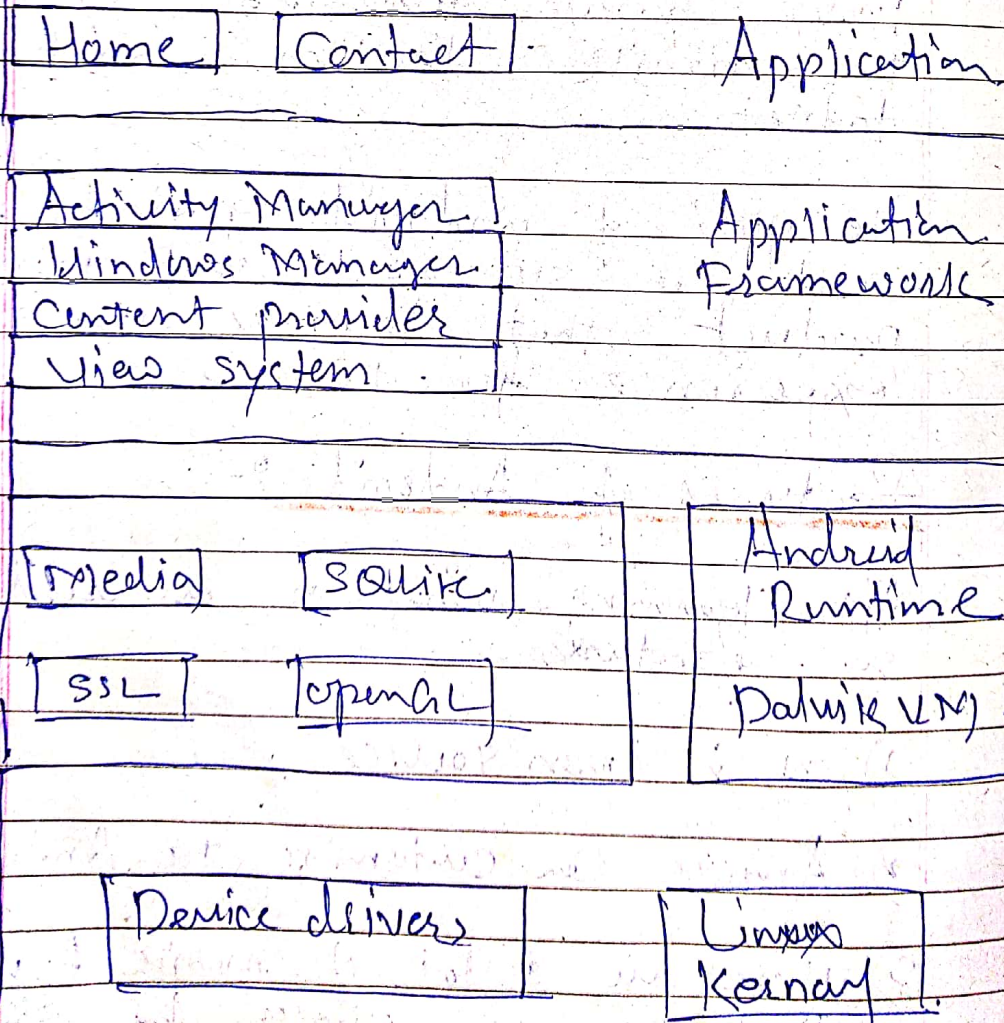 Home Contact Application
Activity Manager Application
Windows Manager Framework
Content provider
View system
Android
Media SQLite Runtime
SSL OpenGL Dalvik VM
Device drivers Linux
Kernal